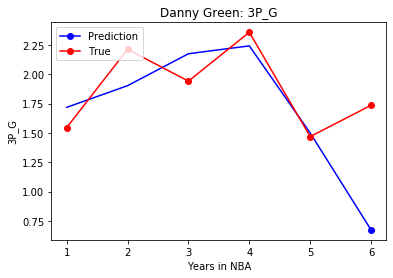 Danny Green: 3P_G
Prediction
True
2.25
2.00
1.75
1.50
1.25
1.00
0.75
3P_G
1 2 3 4 5 6
Years in NBA